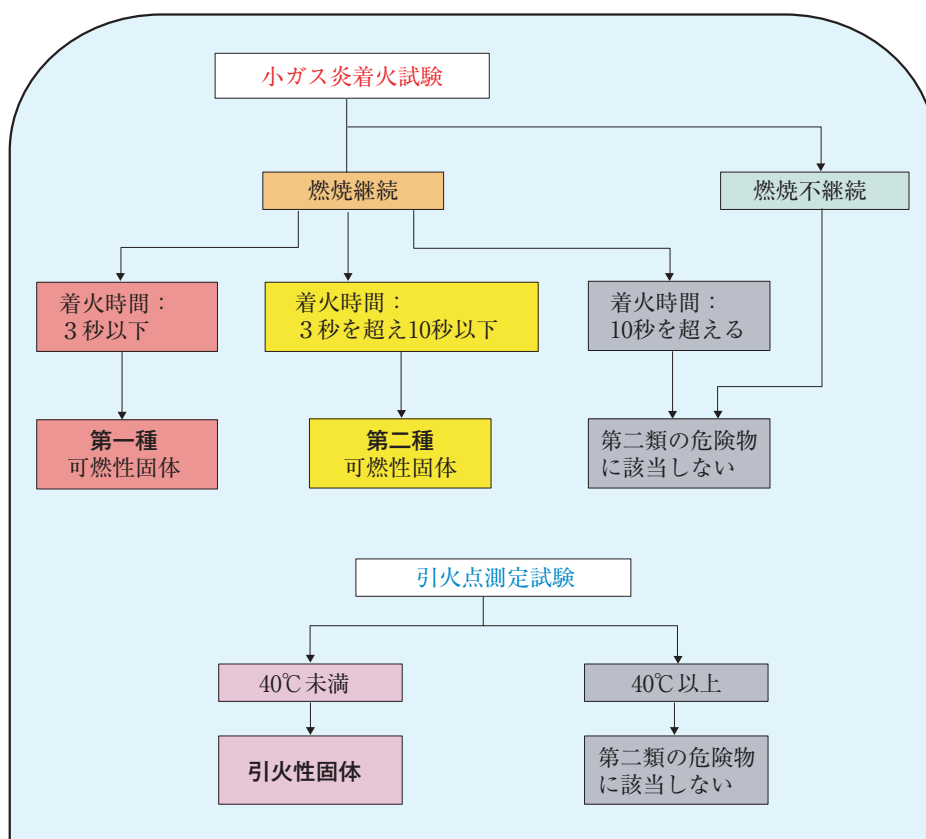 小ガス炎着火試験
燃焼継続
燃焼不継続
着火時間：
３秒以下
着火時間：
３秒を超え10秒以下
着火時間：
10秒を超える
第一種
可燃性固体
第二種
可燃性固体
第二類の危険物
に該当しない
引火点測定試験
40℃未満
40℃以上
引火性固体
第二類の危険物
に該当しない